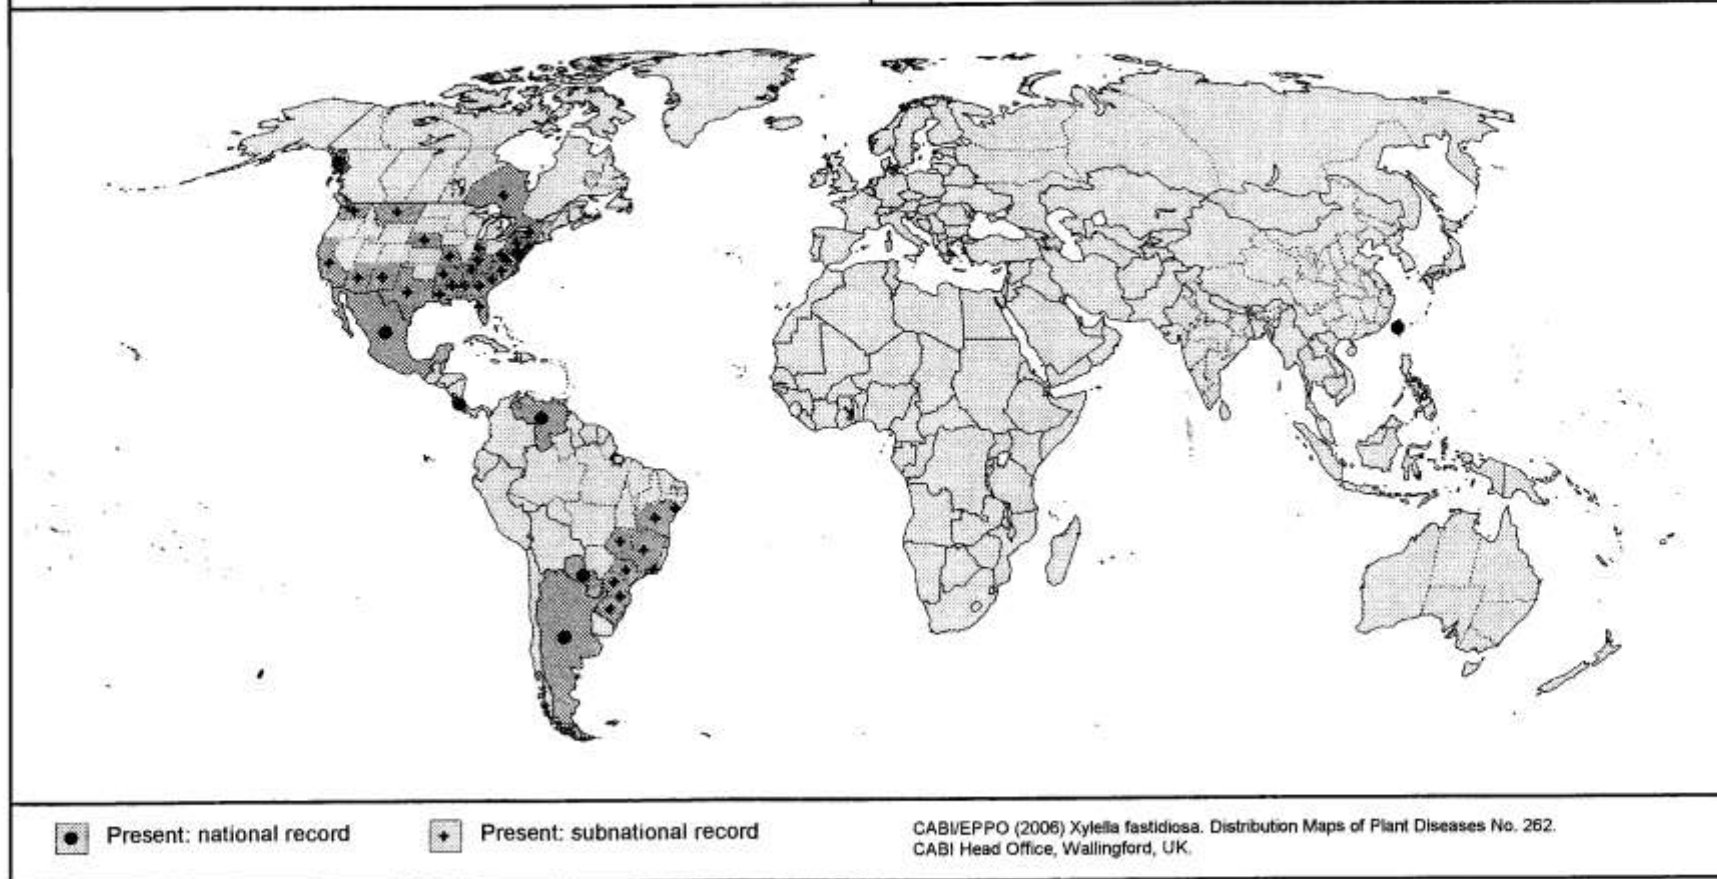 Present: national record
Present: subnational record
CABI/EPPO (2006) Xylella fastidiosa. Distribution Maps of Plant Diseases No. 262.
CABI Head Office, Wallingford, UK.